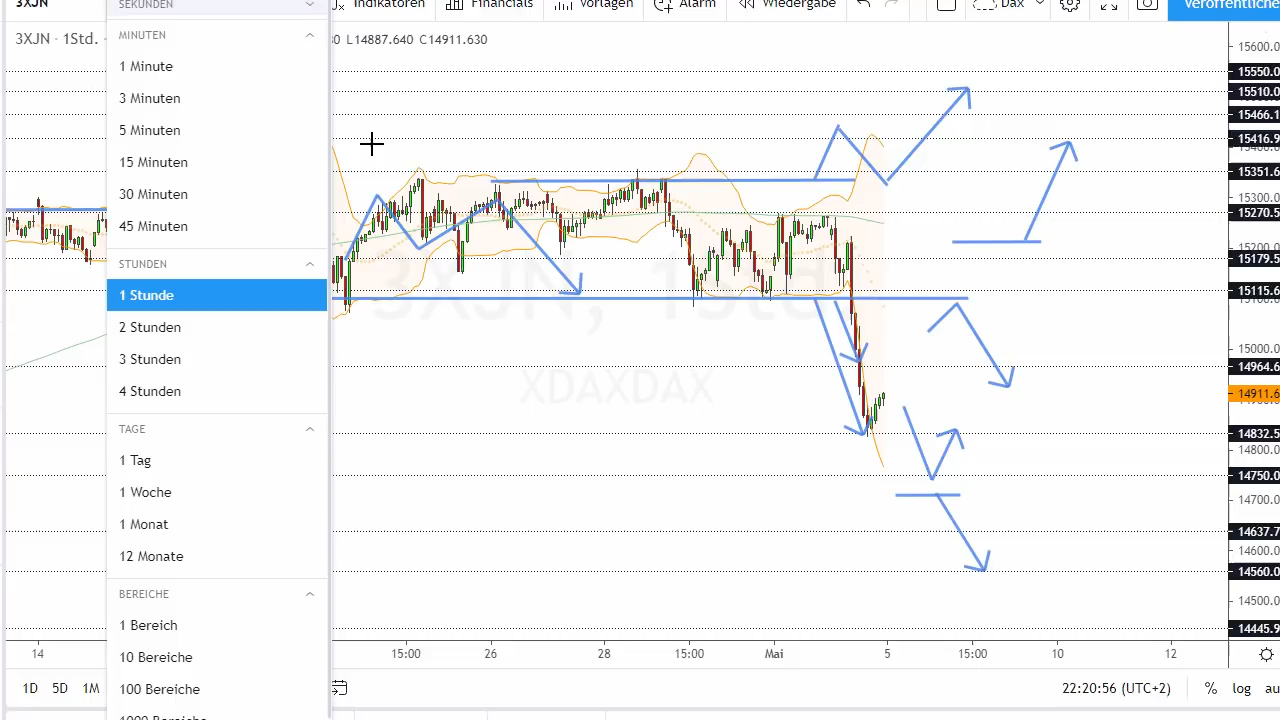 3XJN
SEKUNDEN
Indikatoren
Financials
Vorlagen
Alarm
Wiedergabe
Dax
Veröffentliche
3XJN · 1Std.
L14887.640 C14911.630
MINUTEN
1 Minute
3 Minuten
5 Minuten
15 Minuten
30 Minuten
45 Minuten
STUNDEN
1 Stunde
2 Stunden
3 Stunden
4 Stunden
TAGE
1 Tag
1 Woche
1 Monat
12 Monate
BEREICHE
1 Bereich
10 Bereiche
100 Bereiche
1000 Bereiche
3XJN, 1Std.
XDAXDAX
15600.0
15550.0
15510.0
15466.1
15416.9
15351.6
15300.0
15270.5
15200.0
15179.5
15115.6
15000.0
14964.6
14911.6
14832.5
14800.0
14750.0
14700.0
14637.7
14600.0
14560.0
14500.0
14445.9
14
15:00
26
28
15:00
Mai
5
15:00
10
12
1D 5D 1M
22:20:56 (UTC+2)
% log au